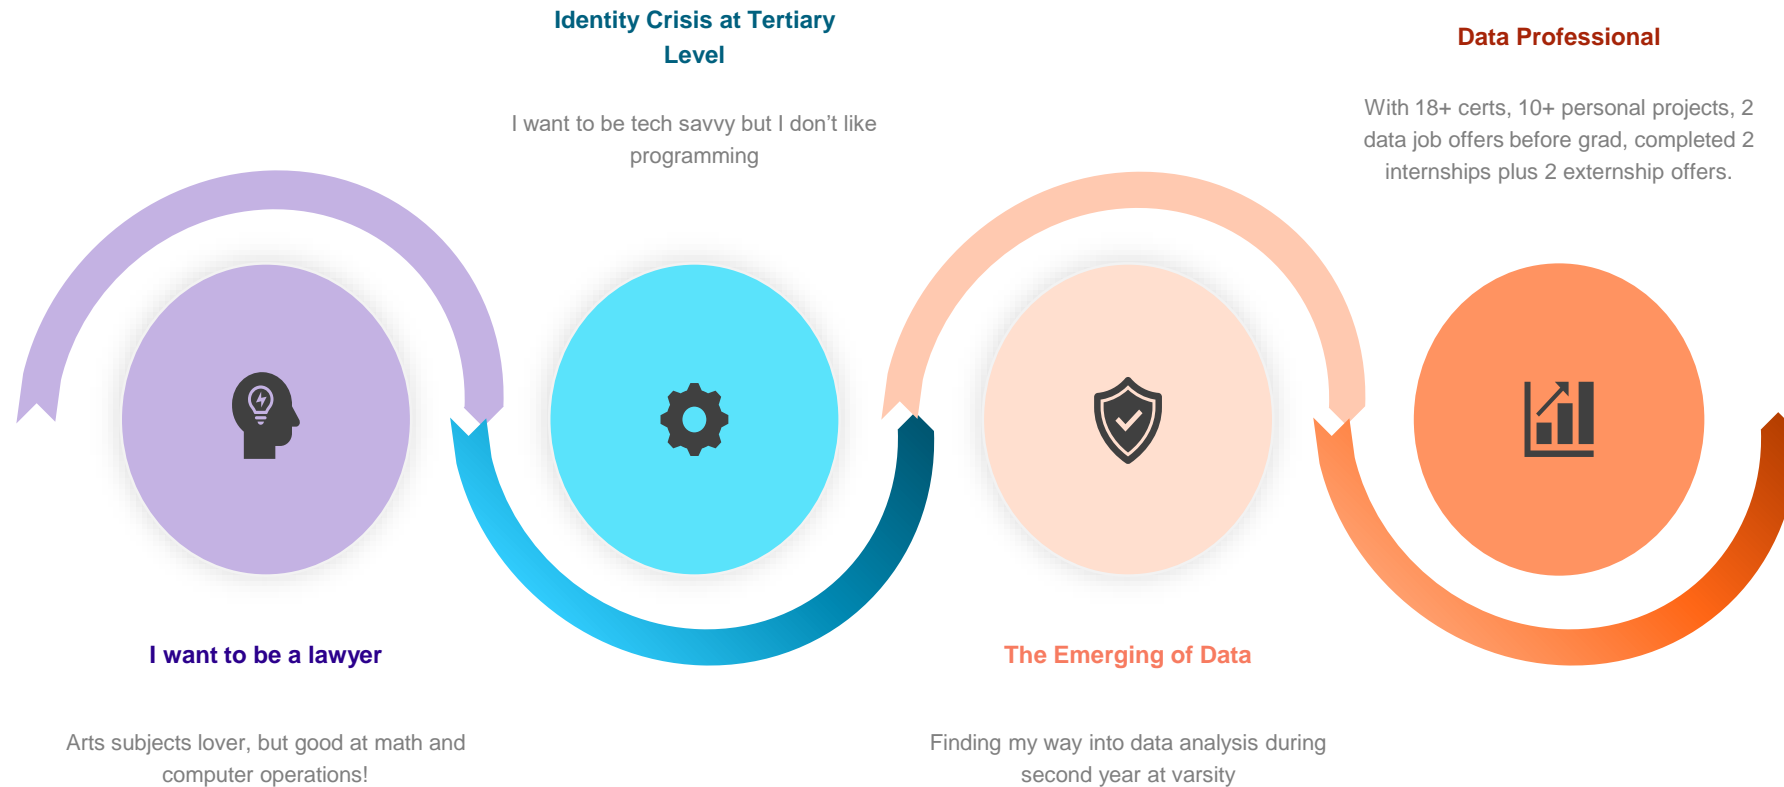 I want to be a lawyer
Arts subjects lover, but good at math and
computer operations!
Identity Crisis at Tertiary
Level
I want to be tech savvy but I don’t like
programming
The Emerging of Data
Finding my way into data analysis during
second year at varsity
Data Professional
With 18+ certs, 10+ personal projects, 2
data job offers before grad, completed 2
internships plus 2 externship offers.